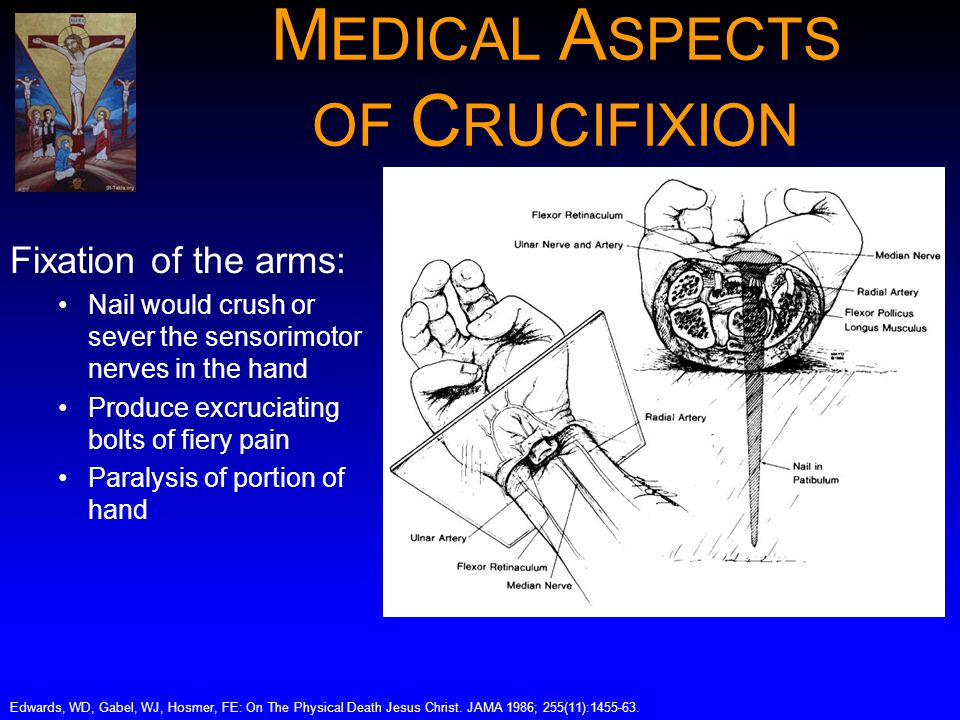 MEDICAL ASPECTS
OF CRUCIFIXION
St-Takla.org
Fixation of the arms:
• Nail would crush or
sever the sensorimotor
nerves in the hand
• Produce excruciating
bolts of fiery pain
• Paralysis of portion of
hand
Flexor Retinaculum
Ulnar Nerve and Artery
Median Nerve
Radial Artery
Flexor Pollicus
Longus Musculus
Radial Artery
Nail in
Patibulum
Ulnar Artery
Flexor Retinaculum
Median Nerve
Edwards, WD, Gabel, WJ, Hosmer, FE: On The Physical Death Jesus Christ. JAMA 1986; 255(11):1455-63.